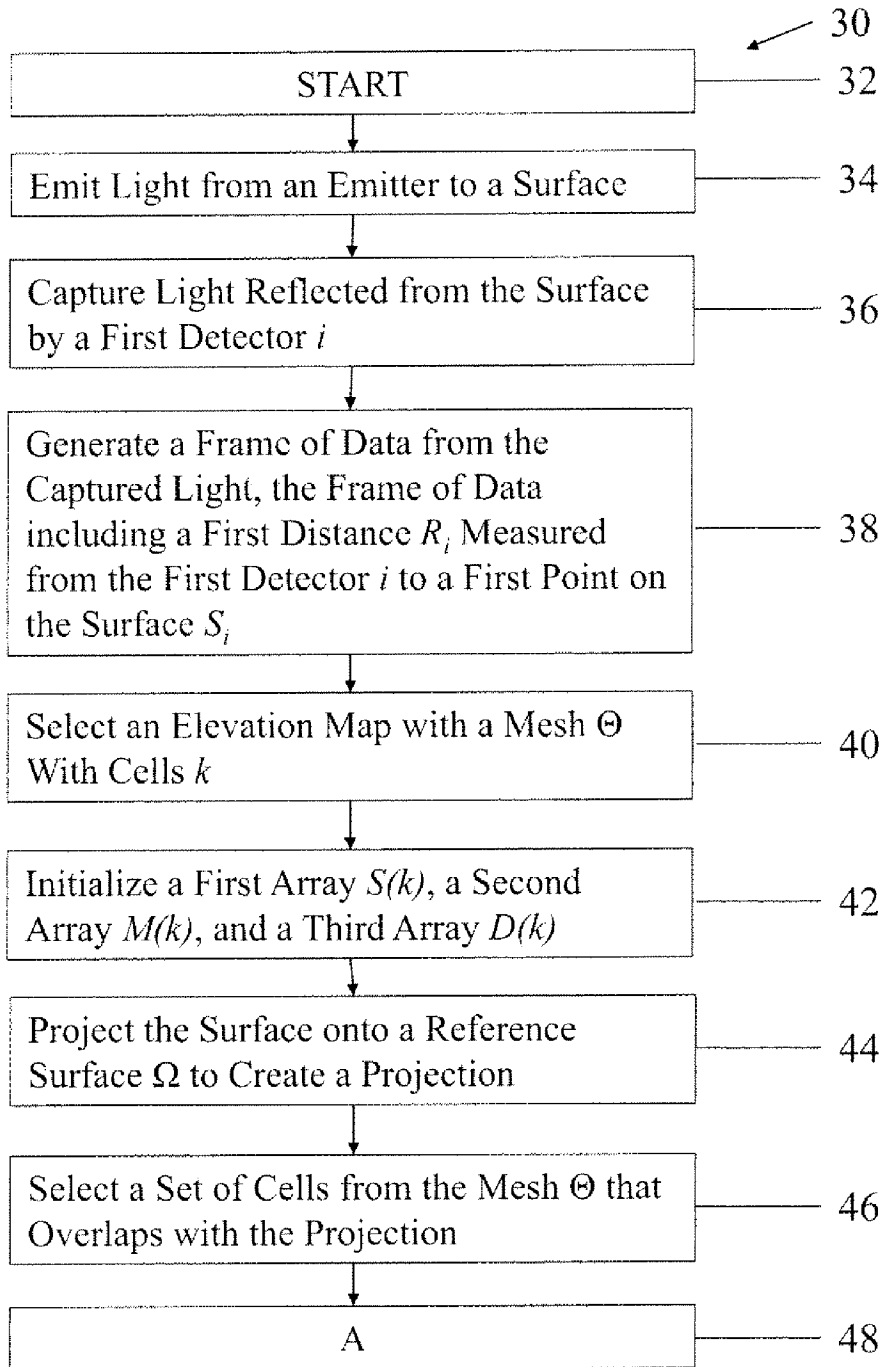 30
START
32
Emit Light from an Emitter to a Surface
34
Capture Light Reflected from the Surface
by a First Detector i
36
Generate a Frame of Data from the
Captured Light, the Frame of Data
including a First Distance Rᵢ Measured
from the First Detector i to a First Point on
the Surface Sᵢ
38
Select an Elevation Map with a Mesh Θ
With Cells k
40
Initialize a First Array S(k), a Second
Array M(k), and a Third Array D(k)
42
Project the Surface onto a Reference
Surface Ω to Create a Projection
44
Select a Set of Cells from the Mesh Θ that
Overlaps with the Projection
46
A
48